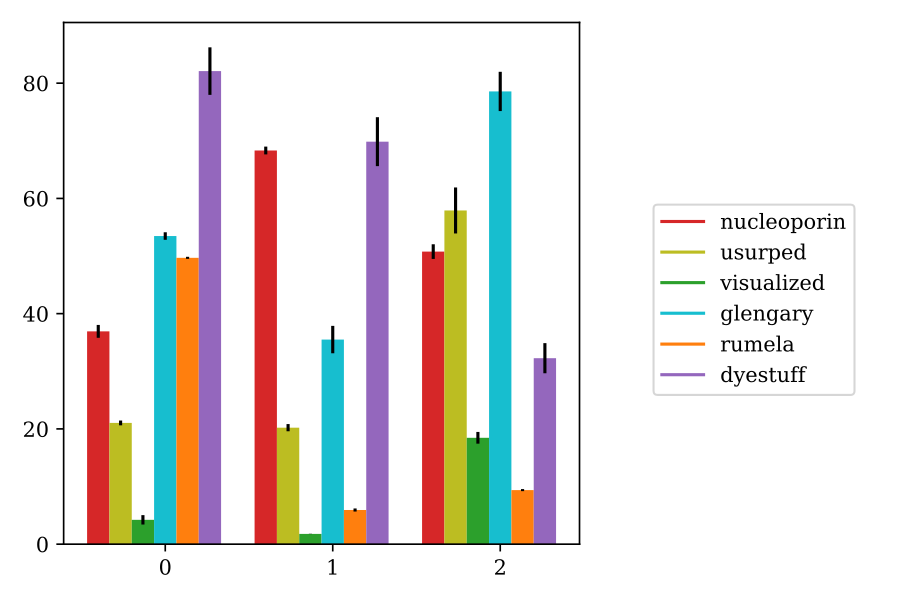 80
60
40
20
0
0 1 2
nucleoporin
usurped
visualized
glengary
rumela
dyestuff